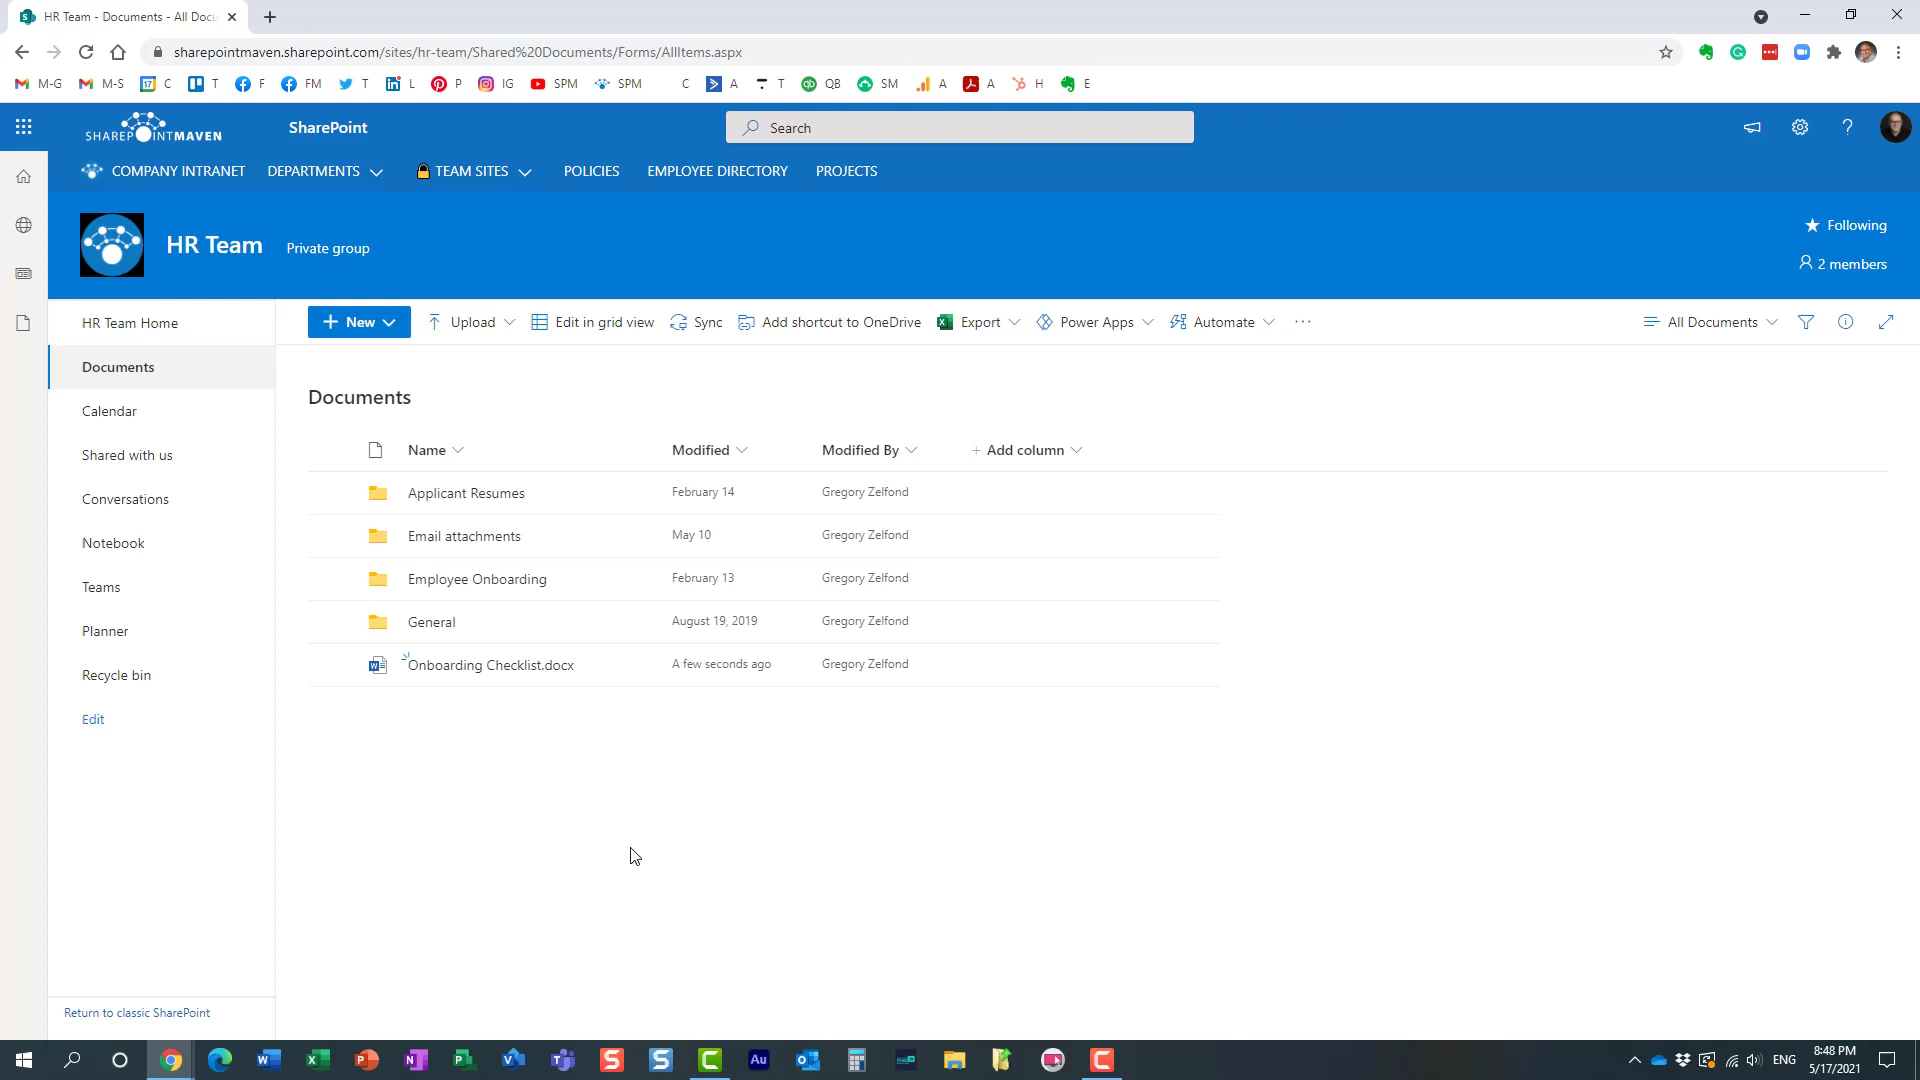 HR Team - Documents - All Docu
sharepointmaven.sharepoint.com/sites/hr-team/Shared%20Documents/Forms/AllItems.aspx
M-G M-S 17 C T F FM T L P IG SPM SPM C A T QB SM A A H E
SHAREPOINTMAVEN SharePoint Search
COMPANY INTRANET DEPARTMENTS TEAM SITES POLICIES EMPLOYEE DIRECTORY PROJECTS
HR Team Private group
Following
2 members
HR Team Home
Documents
Calendar
Shared with us
Conversations
Notebook
Teams
Planner
Recycle bin
Edit
Return to classic SharePoint
New Upload Edit in grid view Sync Add shortcut to OneDrive Export Power Apps Automate ··· All Documents
Documents
Name Modified Modified By + Add column
Applicant Resumes February 14 Gregory Zelfond
Email attachments May 10 Gregory Zelfond
Employee Onboarding February 13 Gregory Zelfond
General August 19, 2019 Gregory Zelfond
Onboarding Checklist.docx A few seconds ago Gregory Zelfond
ENG
8:48 PM
5/17/2021